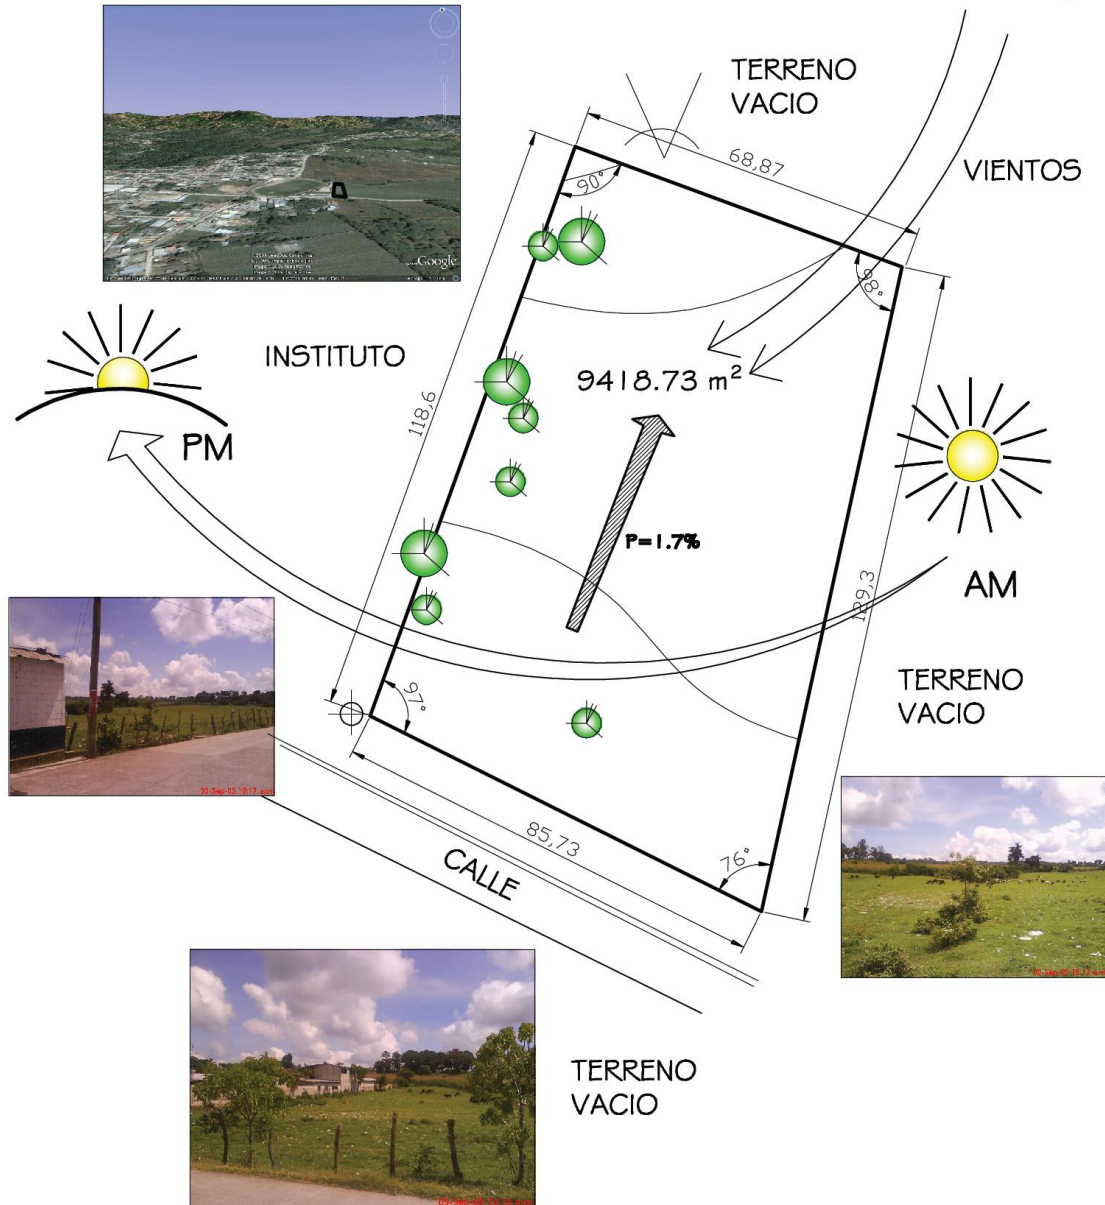 TERRENO
VACIO
68,87
VIENTOS
90°
98°
Google
INSTITUTO
118,6
9418.73 m²
PM
P=1.7%
AM
139,3
TERRENO
VACIO
97°
85,73
76°
CALLE
TERRENO
VACIO